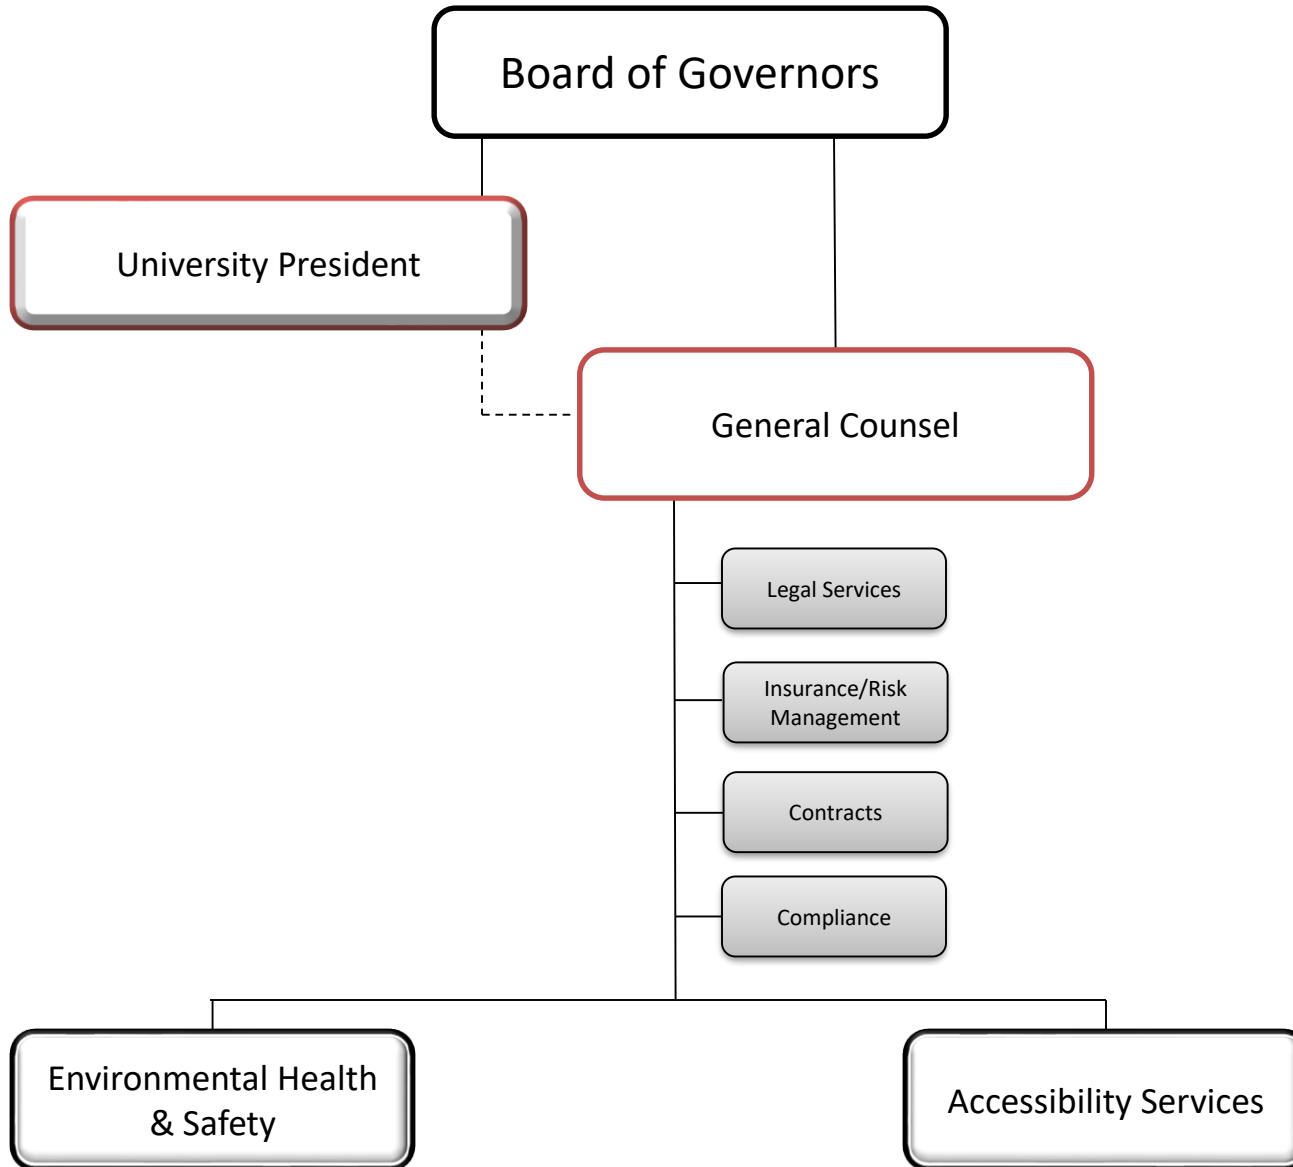 Board of Governors
University President
General Counsel
Legal Services
Insurance/Risk
Management
Contracts
Compliance
Environmental Health
& Safety
Accessibility Services